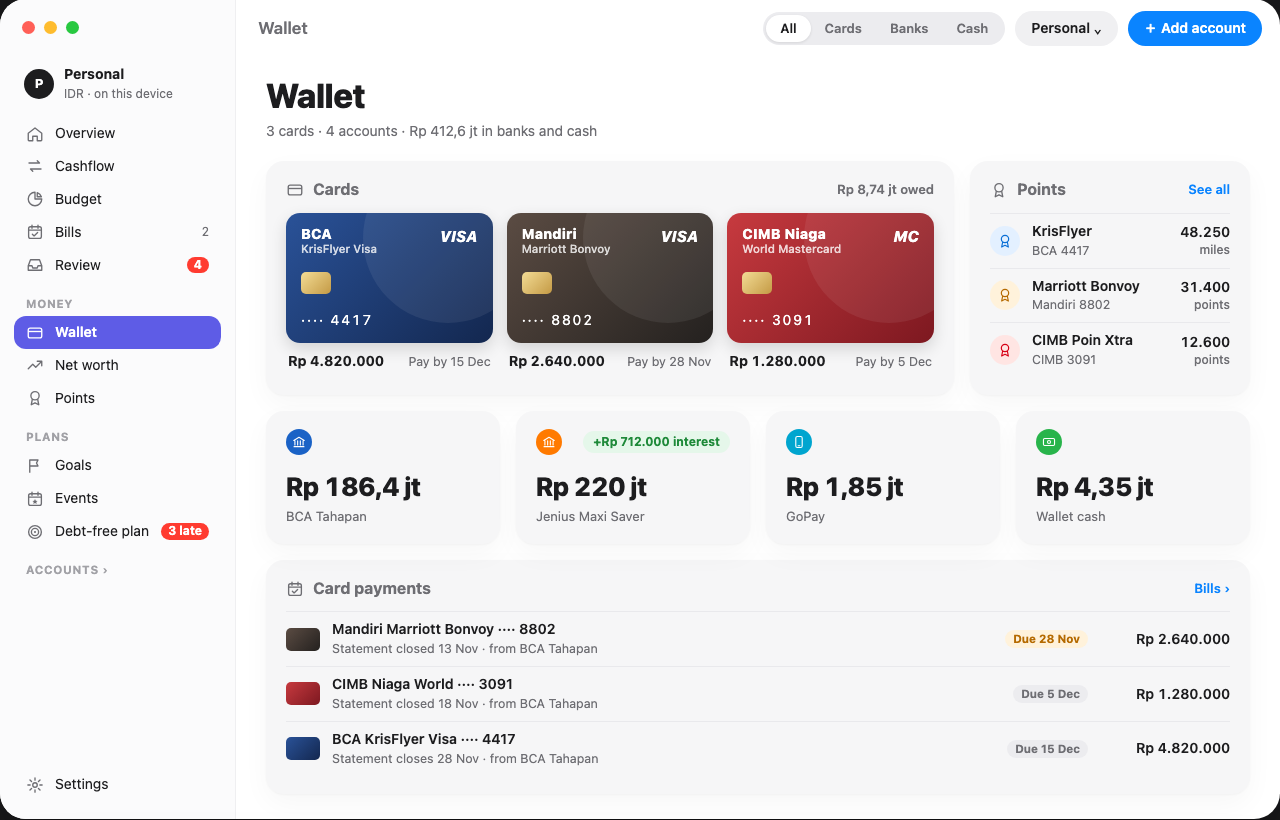 Wallet
All
Cards
Banks
Cash
Personal
+ Add account
P
Personal
IDR · on this device
Overview
Cashflow
Budget
Bills 2
Review 4
MONEY
Wallet
Net worth
Points
PLANS
Goals
Events
Debt-free plan 3 late
ACCOUNTS ›
Settings
Wallet
3 cards · 4 accounts · Rp 412,6 jt in banks and cash
Cards
Rp 8,74 jt owed
BCA
KrisFlyer Visa
VISA
···· 4417
Rp 4.820.000 Pay by 15 Dec
Mandiri
Marriott Bonvoy
VISA
···· 8802
Rp 2.640.000 Pay by 28 Nov
CIMB Niaga
World Mastercard
MC
···· 3091
Rp 1.280.000 Pay by 5 Dec
Points
See all
KrisFlyer
BCA 4417
48.250
miles
Marriott Bonvoy
Mandiri 8802
31.400
points
CIMB Poin Xtra
CIMB 3091
12.600
points
Rp 186,4 jt
BCA Tahapan
+Rp 712.000 interest
Rp 220 jt
Jenius Maxi Saver
Rp 1,85 jt
GoPay
Rp 4,35 jt
Wallet cash
Card payments
Bills ›
Mandiri Marriott Bonvoy ···· 8802
Statement closed 13 Nov · from BCA Tahapan
Due 28 Nov
Rp 2.640.000
CIMB Niaga World ···· 3091
Statement closed 18 Nov · from BCA Tahapan
Due 5 Dec
Rp 1.280.000
BCA KrisFlyer Visa ···· 4417
Statement closes 28 Nov · from BCA Tahapan
Due 15 Dec
Rp 4.820.000